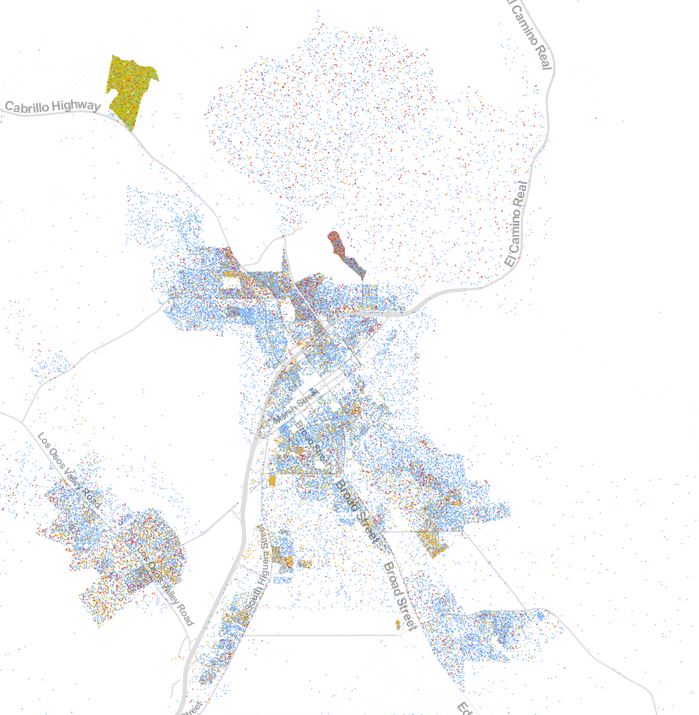 El Camino Real
Cabrillo Highway
El Camino Real
Marsh Street
Broad Street
Los Osos Valley Road
Broad Street
South Higuera Street
Los Osos Valley Road
Broad Street
Street
Ed